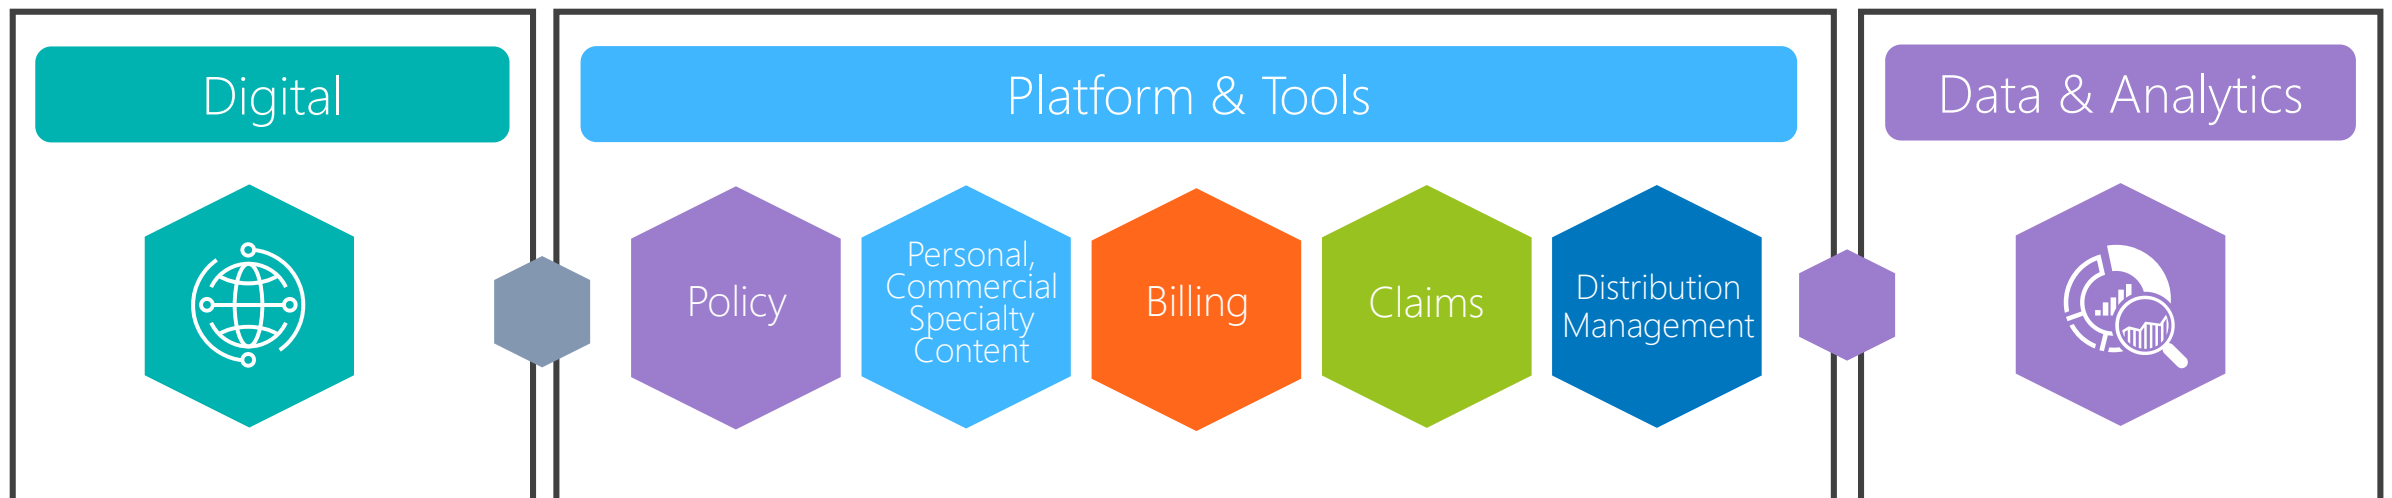 Digital
Platform & Tools
Data & Analytics
Policy
Personal,
Commercial
Specialty
Content
Billing
Claims
Distribution
Management